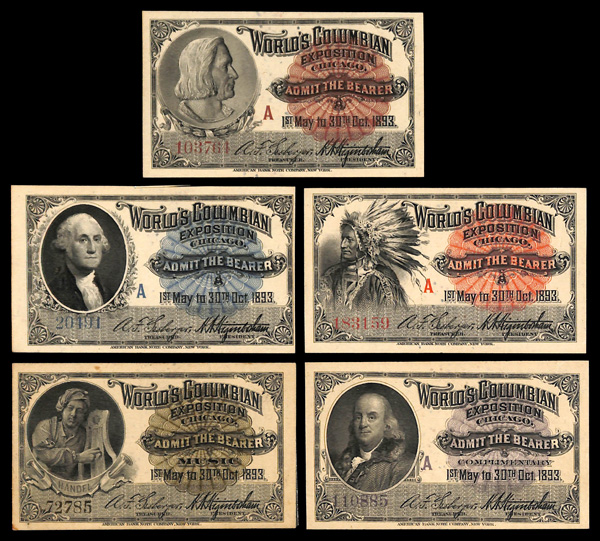 WORLD'S COLUMBIAN
EXPOSITION
CHICAGO.
ADMIT THE BEARER
A
1ST May to 30TH Oct. 1893.
103764
TREASURER.
PRESIDENT.
AMERICAN BANK NOTE COMPANY, NEW YORK.
WORLD'S COLUMBIAN
EXPOSITION
CHICAGO.
ADMIT THE BEARER
A
1ST May to 30TH Oct. 1893.
20491
TREASURER.
PRESIDENT.
AMERICAN BANK NOTE COMPANY, NEW YORK.
WORLD'S COLUMBIAN
EXPOSITION
CHICAGO.
ADMIT THE BEARER
A
1ST May to 30TH Oct. 1893.
183159
TREASURER.
PRESIDENT.
AMERICAN BANK NOTE COMPANY, NEW YORK.
WORLD'S COLUMBIAN
EXPOSITION
CHICAGO.
ADMIT THE BEARER
MUSIC
1ST May to 30TH Oct. 1893.
HANDEL
72785
TREASURER.
PRESIDENT.
AMERICAN BANK NOTE COMPANY, NEW YORK.
WORLD'S COLUMBIAN
EXPOSITION
CHICAGO.
ADMIT THE BEARER
A
COMPLIMENTARY
1ST May to 30TH Oct. 1893.
110885
TREASURER.
PRESIDENT.
AMERICAN BANK NOTE COMPANY, NEW YORK.